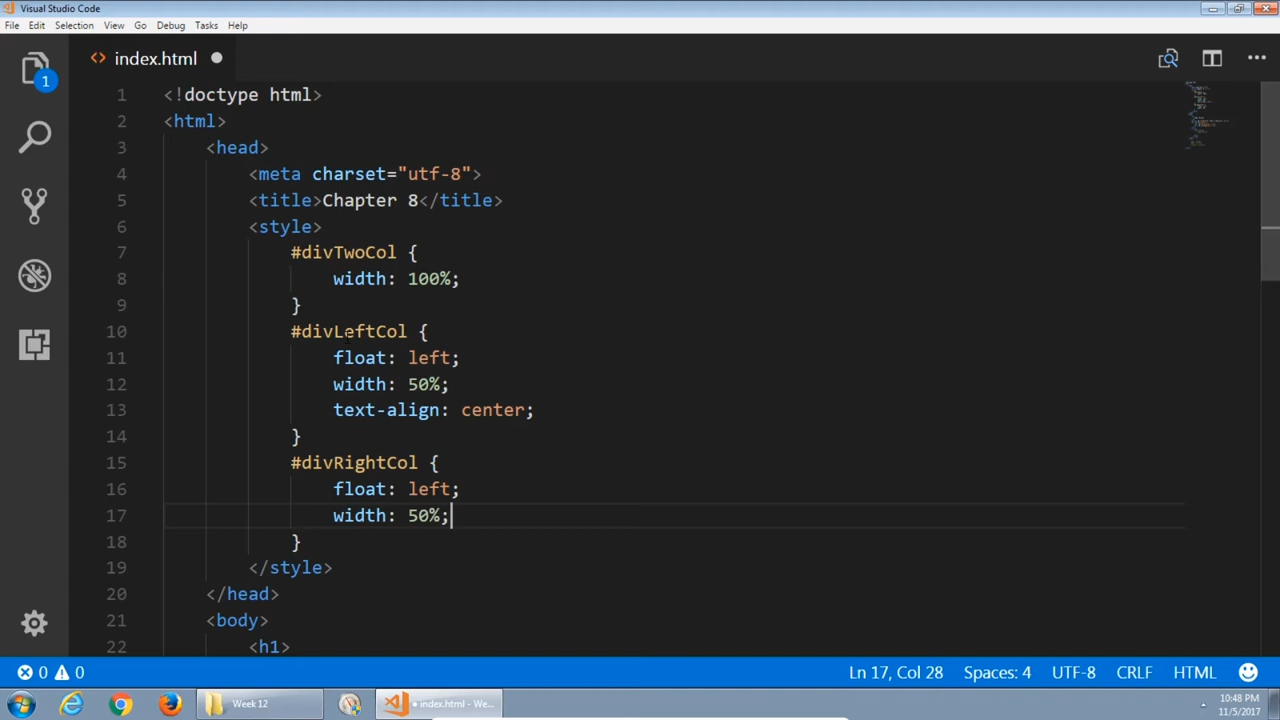 Visual Studio Code
File Edit Selection View Go Debug Tasks Help
1
index.html
1 <!doctype html>
2 <html>
3 <head>
4 <meta charset="utf-8">
5 <title>Chapter 8</title>
6 <style>
7 #divTwoCol {
8 width: 100%;
9 }
10 #divLeftCol {
11 float: left;
12 width: 50%;
13 text-align: center;
14 }
15 #divRightCol {
16 float: left;
17 width: 50%;
18 }
19 </style>
20 </head>
21 <body>
22 <h1>
0 0 Ln 17, Col 28 Spaces: 4 UTF-8 CRLF HTML
Week 12 • index.html - We... 10:48 PM
11/5/2017